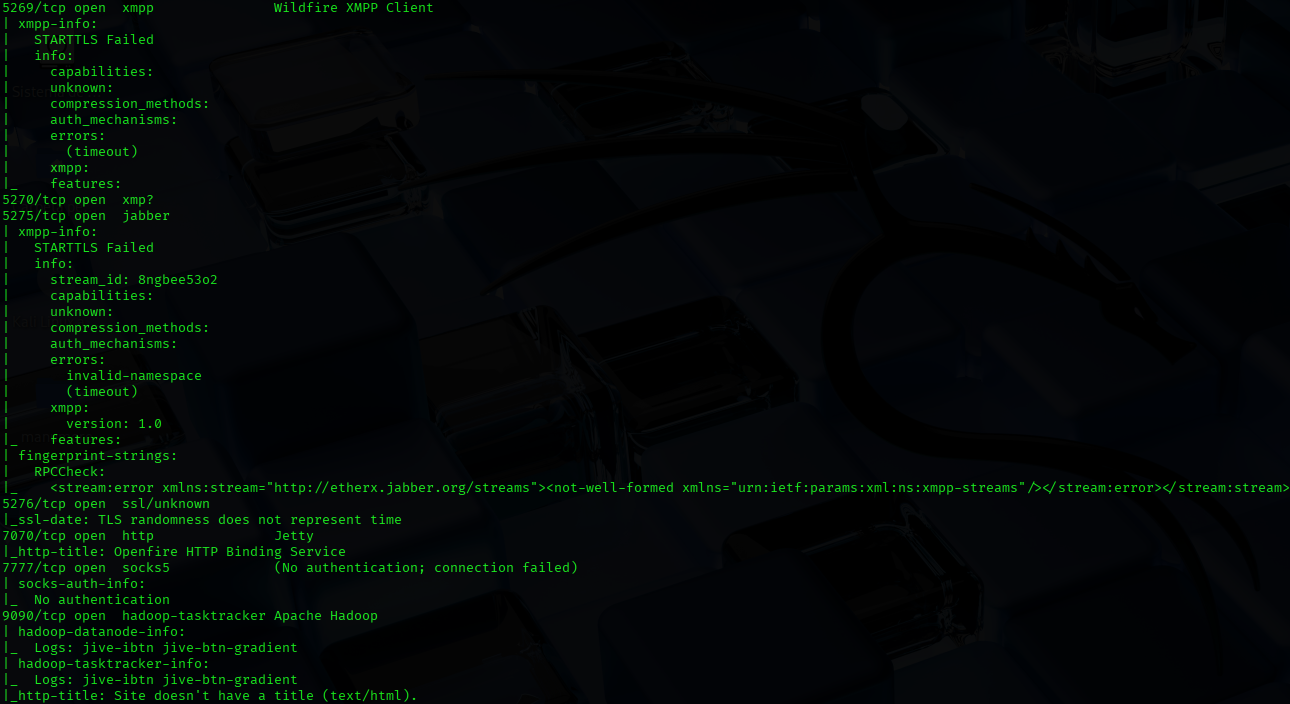 5269/tcp open  xmpp               Wildfire XMPP Client
| xmpp-info:
|   STARTTLS Failed
|   info:
|     capabilities:
|     unknown:
|     compression_methods:
|     auth_mechanisms:
|     errors:
|       (timeout)
|     xmpp:
|_    features:
5270/tcp open  xmp?
5275/tcp open  jabber
| xmpp-info:
|   STARTTLS Failed
|   info:
|     stream_id: 8ngbee53o2
|     capabilities:
|     unknown:
|     compression_methods:
|     auth_mechanisms:
|     errors:
|       invalid-namespace
|       (timeout)
|     xmpp:
|       version: 1.0
|_    features:
| fingerprint-strings:
|   RPCCheck:
|_    <stream:error xmlns:stream="http://etherx.jabber.org/streams"><not-well-formed xmlns="urn:ietf:params:xml:ns:xmpp-streams"/></stream:error></stream:stream>
5276/tcp open  ssl/unknown
|_ssl-date: TLS randomness does not represent time
7070/tcp open  http               Jetty
|_http-title: Openfire HTTP Binding Service
7777/tcp open  socks5             (No authentication; connection failed)
| socks-auth-info:
|_  No authentication
9090/tcp open  hadoop-tasktracker Apache Hadoop
| hadoop-datanode-info:
|_  Logs: jive-ibtn jive-btn-gradient
| hadoop-tasktracker-info:
|_  Logs: jive-ibtn jive-btn-gradient
|_http-title: Site doesn't have a title (text/html).